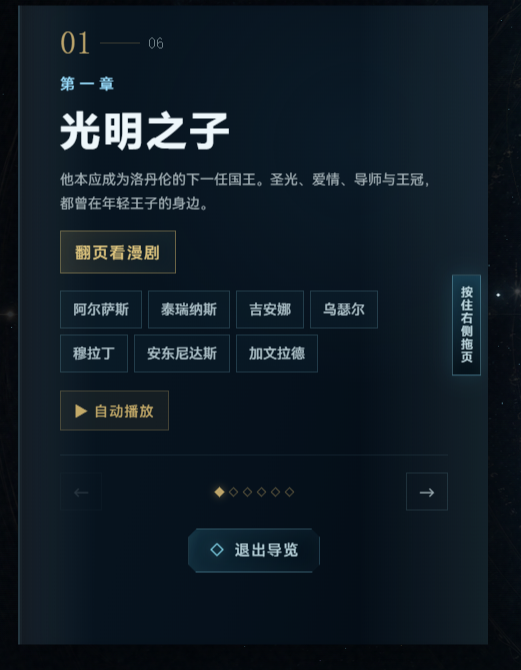 01 06
第一章
光明之子
他本应成为洛丹伦的下一任国王。圣光、爱情、导师与王冠，
都曾在年轻王子的身边。
翻页看漫剧
阿尔萨斯 泰瑞纳斯 吉安娜 乌瑟尔
穆拉丁 安东尼达斯 加文拉德
按住右侧拖页
▶ 自动播放
← →
◇ 退出导览